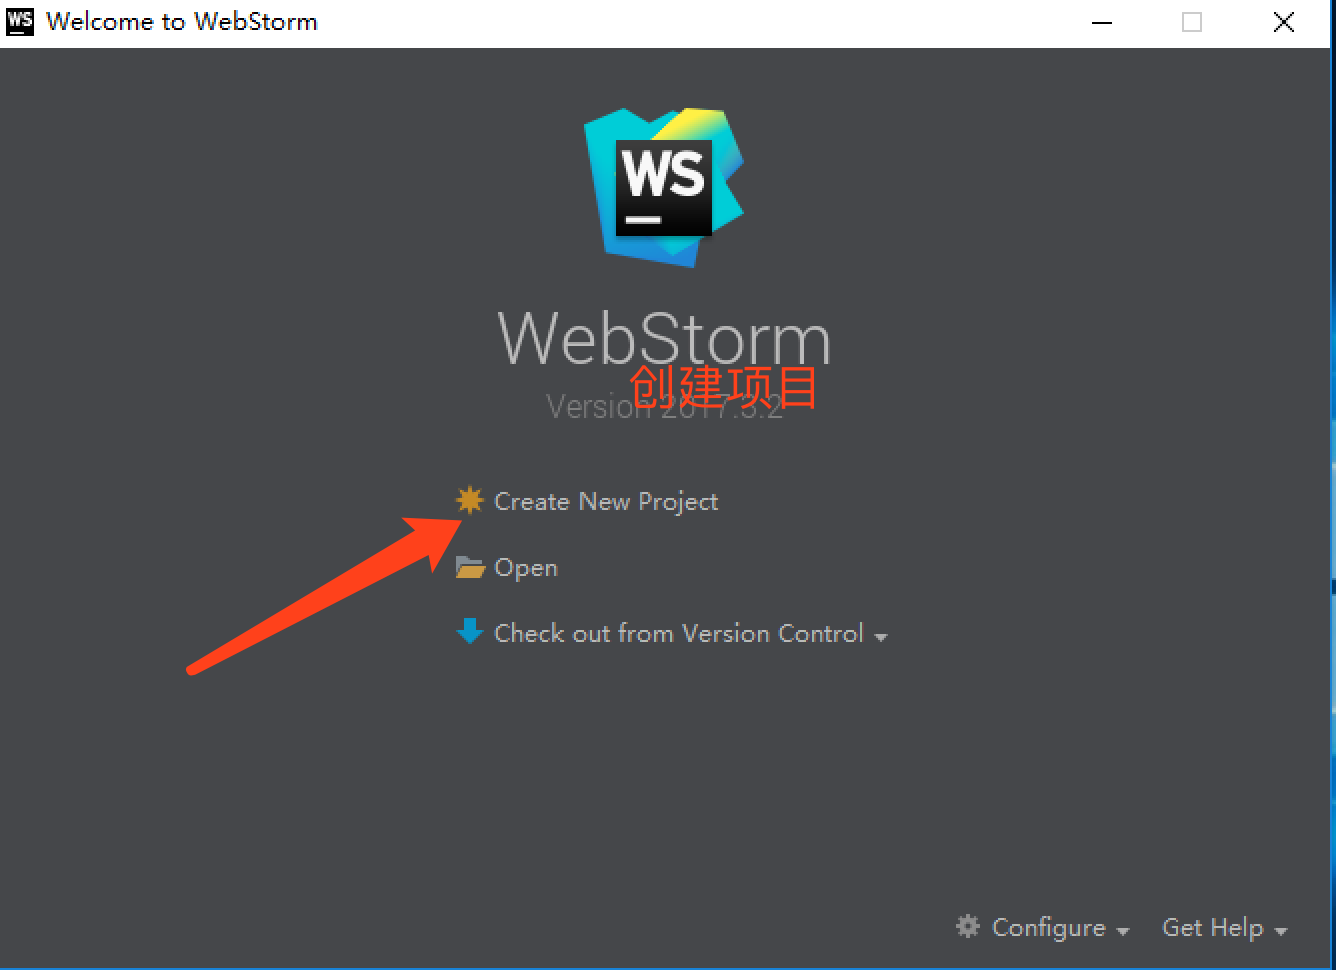 WS Welcome to WebStorm
WS
WebStorm
创建项目
Version 2017.3.2
Create New Project
Open
Check out from Version Control
Configure
Get Help